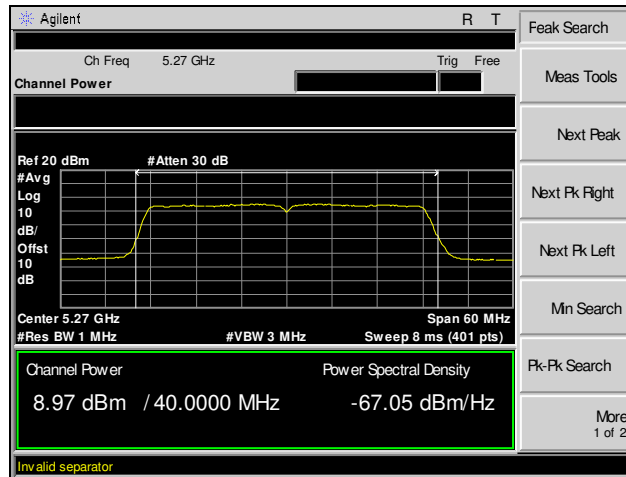 Agilent R T
Ch Freq 5.27 GHz Trig Free
Channel Power
Ref 20 dBm #Atten 30 dB
#Avg
Log
10
dB/
Offst
10
dB
Center 5.27 GHz Span 60 MHz
#Res BW 1 MHz #VBW 3 MHz Sweep 8 ms (401 pts)
Channel Power Power Spectral Density
8.97 dBm / 40.0000 MHz -67.05 dBm/Hz
Invalid separator
Peak Search
Meas Tools
Next Peak
Next Pk Right
Next Pk Left
Min Search
Pk-Pk Search
More
1 of 2